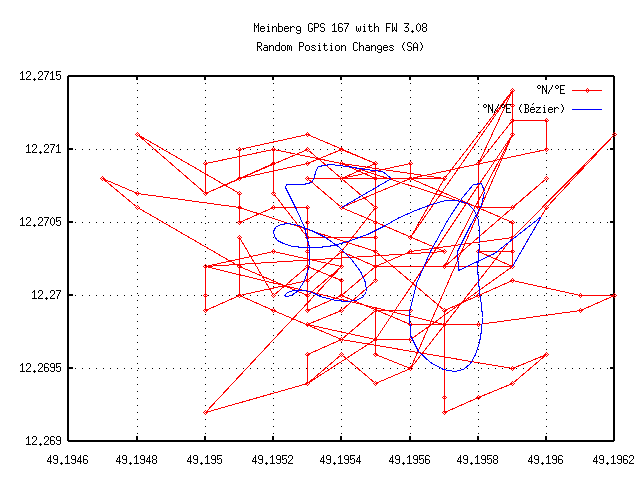 Meinberg GPS 167 with FW 3.08
Random Position Changes (SA)
12.2715
12.271
12.2705
12.27
12.2695
12.269
°N/°E
°N/°E (Bézier)
49.1946 49.1948 49.195 49.1952 49.1954 49.1956 49.1958 49.196 49.1962